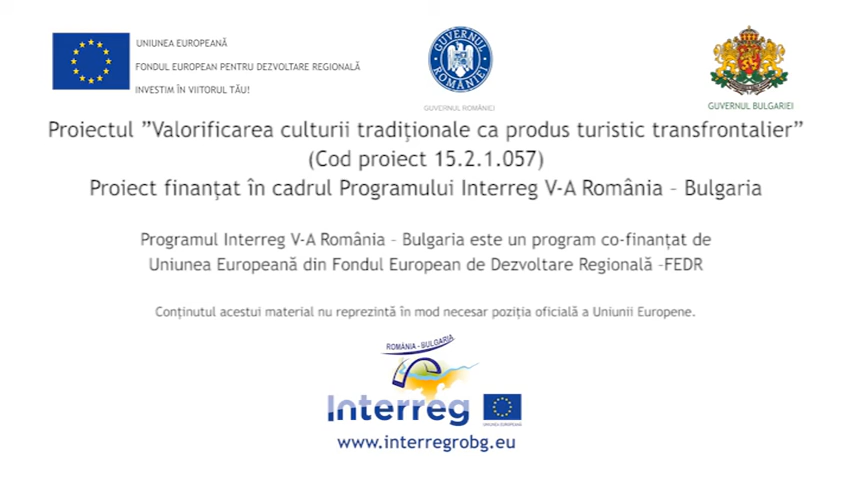 UNIUNEA EUROPEANĂ
FONDUL EUROPEAN PENTRU DEZVOLTARE REGIONALĂ
INVESTIM ÎN VIITORUL TĂU!
GUVERNUL ROMÂNIEI
GUVERNUL ROMÂNIEI
GUVERNUL BULGARIEI
Proiectul ”Valorificarea culturii tradiționale ca produs turistic transfrontalier”
(Cod proiect 15.2.1.057)
Proiect finanțat în cadrul Programului Interreg V-A România – Bulgaria
Programul Interreg V-A România – Bulgaria este un program co-finanțat de
Uniunea Europeană din Fondul European de Dezvoltare Regională –FEDR
Conținutul acestui material nu reprezintă în mod necesar poziția oficială a Uniunii Europene.
ROMÂNIA - BULGARIA
Interreg
UNIUNEA EUROPEANĂ
www.interregrobg.eu